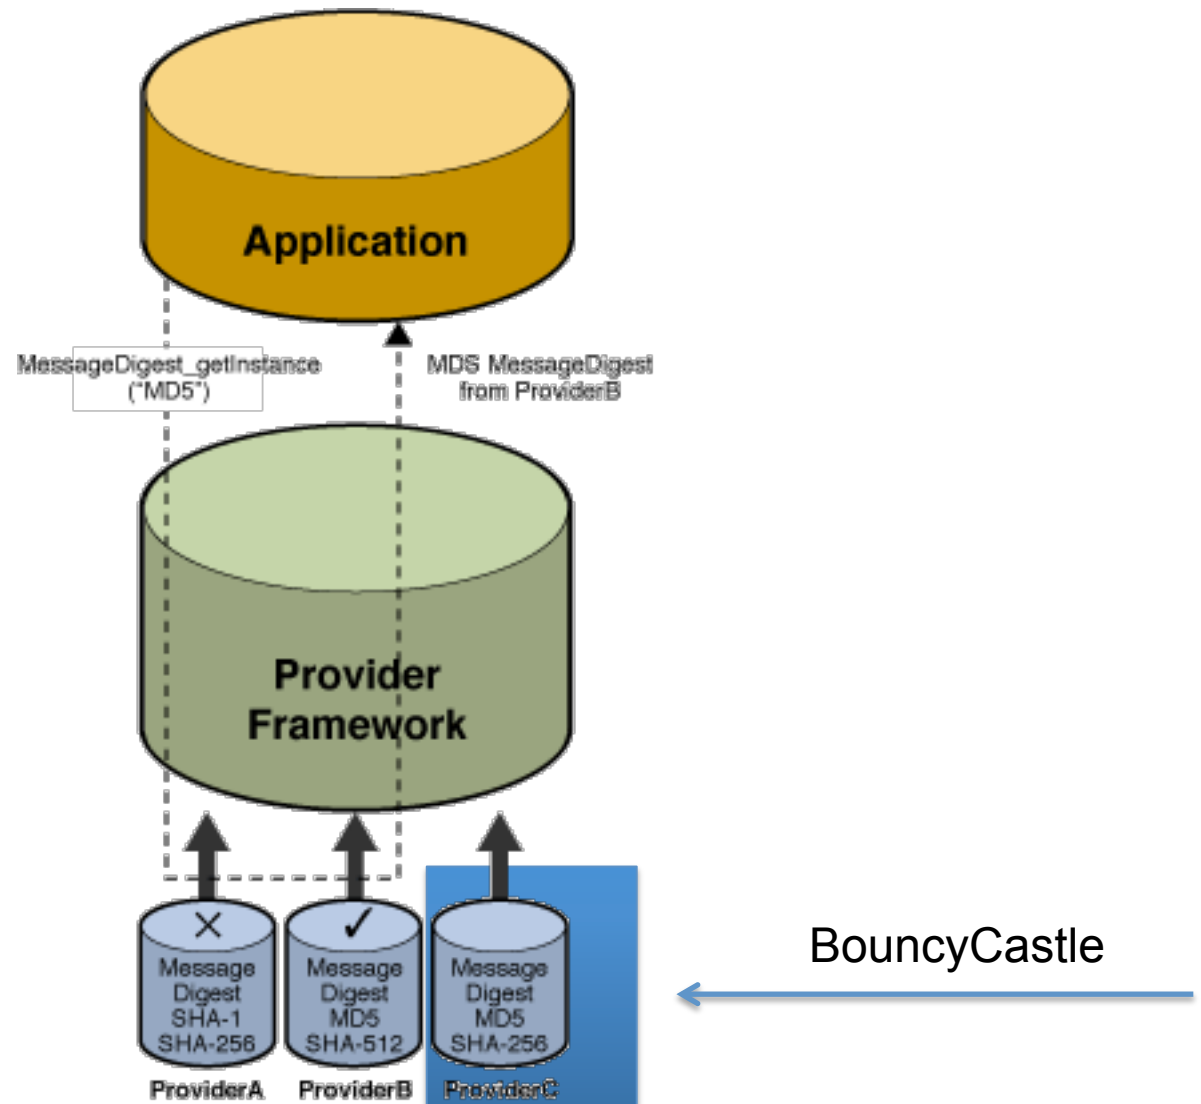 Application
MessageDigest_getInstance
("MD5")
MDS MessageDigest
from ProviderB
Provider
Framework
Message
Digest
SHA-1
SHA-256
ProviderA
Message
Digest
MD5
SHA-512
ProviderB
Message
Digest
MD5
SHA-256
ProviderC
BouncyCastle